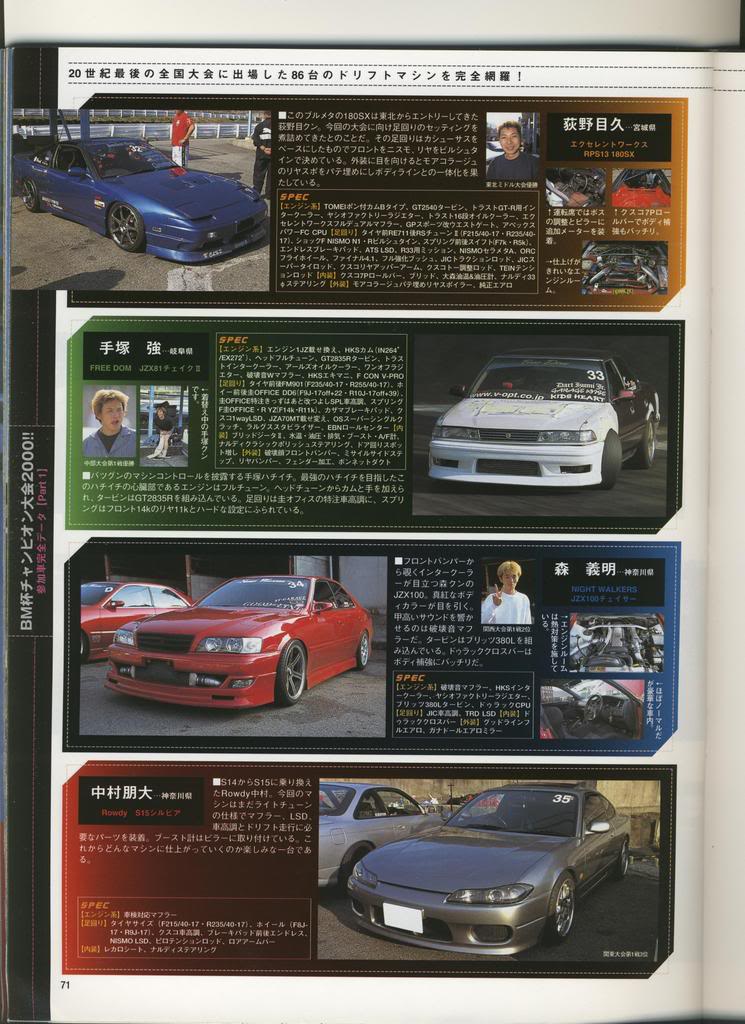 20世紀最後の全国大会に出場した86台のドリフトマシンを完全網羅！
BM杯チャンピオン大会2000!!
参加車完全データ［Part 1］
32
■このブルメタの180SXは東北からエントリーしてきた
荻野目クン。今回の大会に向け足回りのセッティングを
煮詰めてきたとのことだ。その足回りはカシューサスを
ベースにしたものでフロントをニスモ、リヤをビルシュタ
インで決めている。外装に目を向けるとモアコラージュ
のリヤスポをパテ埋めにしボディラインとの一体化を果
たしている。
東北ミドル大会優勝
荻野目久…宮城県
エクセレントワークス
RPS13 180SX
SPEC
【エンジン系】TOMEIポン付カムBタイプ、GT2540タービン、トラストGT-R用イン
タークーラー、ヤシオファクトリーラジエター、トラスト16段オイルクーラー、エク
セレントワークスフルデュアルマフラー、GPスポーツ改ウエストゲート、アペックス
パワーFC CPU【足回り】タイヤ前後RE711後RSチューンⅡ（F215/40-17・R235/40-
17）、ショックF NISMO N1・Rビルシュタイン、スプリング前後スイフト（F7k・R5k）、
エンドレスブレーキパッド、ATS LSD、R33用ミッション、NISMOセラメタA、ORC
フライホイール、ファイナル4.1、フル強化ブッシュ、JICトラクションロッド、JICス
ーパータイロッド、クスコリヤアッパーアーム、クスコトー調整ロッド、TEINテンシ
ョンロッド【内装】クスコ7Pロールバー、ブリッド、大森油温&油圧計、ナルディ33
φステアリング【外装】モアコラージュパテ埋めリヤスポイラー、純正エアロ
↑運転席ではボス
の調整とピラーに
追加メーターを装
着。
↑クスコ7Pロ
ールバーでボディ補
強もバッチリ。
→仕上げが
きれいなエ
ンジンルー
ム。
手塚　強…岐阜県
FREE DOM　JZX81チェイクⅡ
中部大会第1戦優勝
←着替え中の手塚クン
です。
SPEC
【エンジン系】エンジン1JZ載せ換え、HKSカム（IN264°
/EX272°）、ヘッドフルチューン、GT2835Rタービン、トラス
トインタークーラー、アールズオイルクーラー、ワンオフラジ
エター、破壊音Wマフラー、HKSエキマニ、F CON V-PRO
【足回り】タイヤ前後FM901（F235/40-17・R255/40-17）、ホ
イー前後圭OFFICE DD6（F9J-17off+22・R10J-17off+39）、
圭OFFICE特注きっずはあと改つよしSPL車高調、スプリング
F圭OFFICE・R YZ（F14k・R11k）、カザマブレーキパッド、ク
スコ1wayLSD、JZA70MT載せ変え、OSスーパーシングルク
ラッチ、ラルグススタビライザー、EBNロールセンター【内
装】ブリッドジータⅡ、水温・油圧・排気・ブースト・A/F計、
ナルディクラシックポリッシュステアリング、ドア回りスポッ
ト増し【外装】破壊顔フロントバンパー、ミサイルサイドステ
ップ、リヤバンパー、フェンダー加工、ボンネットダクト
33
www.v-opt.co.jp
KIDS HEART
■バツグンのマシンコントロールを披露する手塚ハチイチ。最強のハチイチを目指したこ
のハチイチの心臓部であるエンジンはフルチューン。ヘッドチューンからカムと手を加えら
れ、タービンはGT2835Rを組み込んでいる。足回りは圭オフィスの特注車高調に、スプリ
ングはフロント14kのリヤ11kとハードな設定にふられている。
34
■フロントバンパーか
ら覗くインタークーラー
が目立つ森クンの
JZX100。真紅なボ
ディカラーが目を引く。
甲高いサウンドを響か
せるのは破壊音マフ
ラーだ。タービンはブリッツ380Lを組
み込んでいる。ドゥラッククロスバーは
ボディ補強にバッチリだ。
関西大会第1戦2位
森　義明…神奈川県
NIGHT WALKERS
JZX100チェイサー
←エンジンルーム
は熱対策を施して
いる。
←ほぼノーマルだ
が豪華な車内。
SPEC
【エンジン系】破壊音マフラー、HKSインタ
ークーラー、ヤシオファクトリーラジエター、
ブリッツ380Lタービン、ドゥラックCPU
【足回り】JIC車高調、TRD LSD【内装】ド
ゥラッククロスバー【外装】グッドラインフ
ルエアロ、ガナドールエアロミラー
中村朋大…神奈川県
Rowdy　S15シルビア
■S14からS15に乗り換え
たRowdy中村。今回のマ
シンはまだライトチューン
の仕様でマフラー、LSD、
車高調とドリフト走行に必
要なパーツを装着。ブースト計はピラーに取り付けている。こ
れからどんなマシンに仕上がっていくのか楽しみな一台であ
る。
SPEC
【エンジン系】車検対応マフラー
【足回り】タイヤサイズ（F215/40-17・R235/40-17）、ホイール（F8J-
17・R9J-17）、クスコ車高調、ブレーキパッド前後エンドレス、
NISMO LSD、ピロテンションロッド、ロアアームバー
【内装】レカロシート、ナルディステアリング
35
関東大会第1戦3位
71